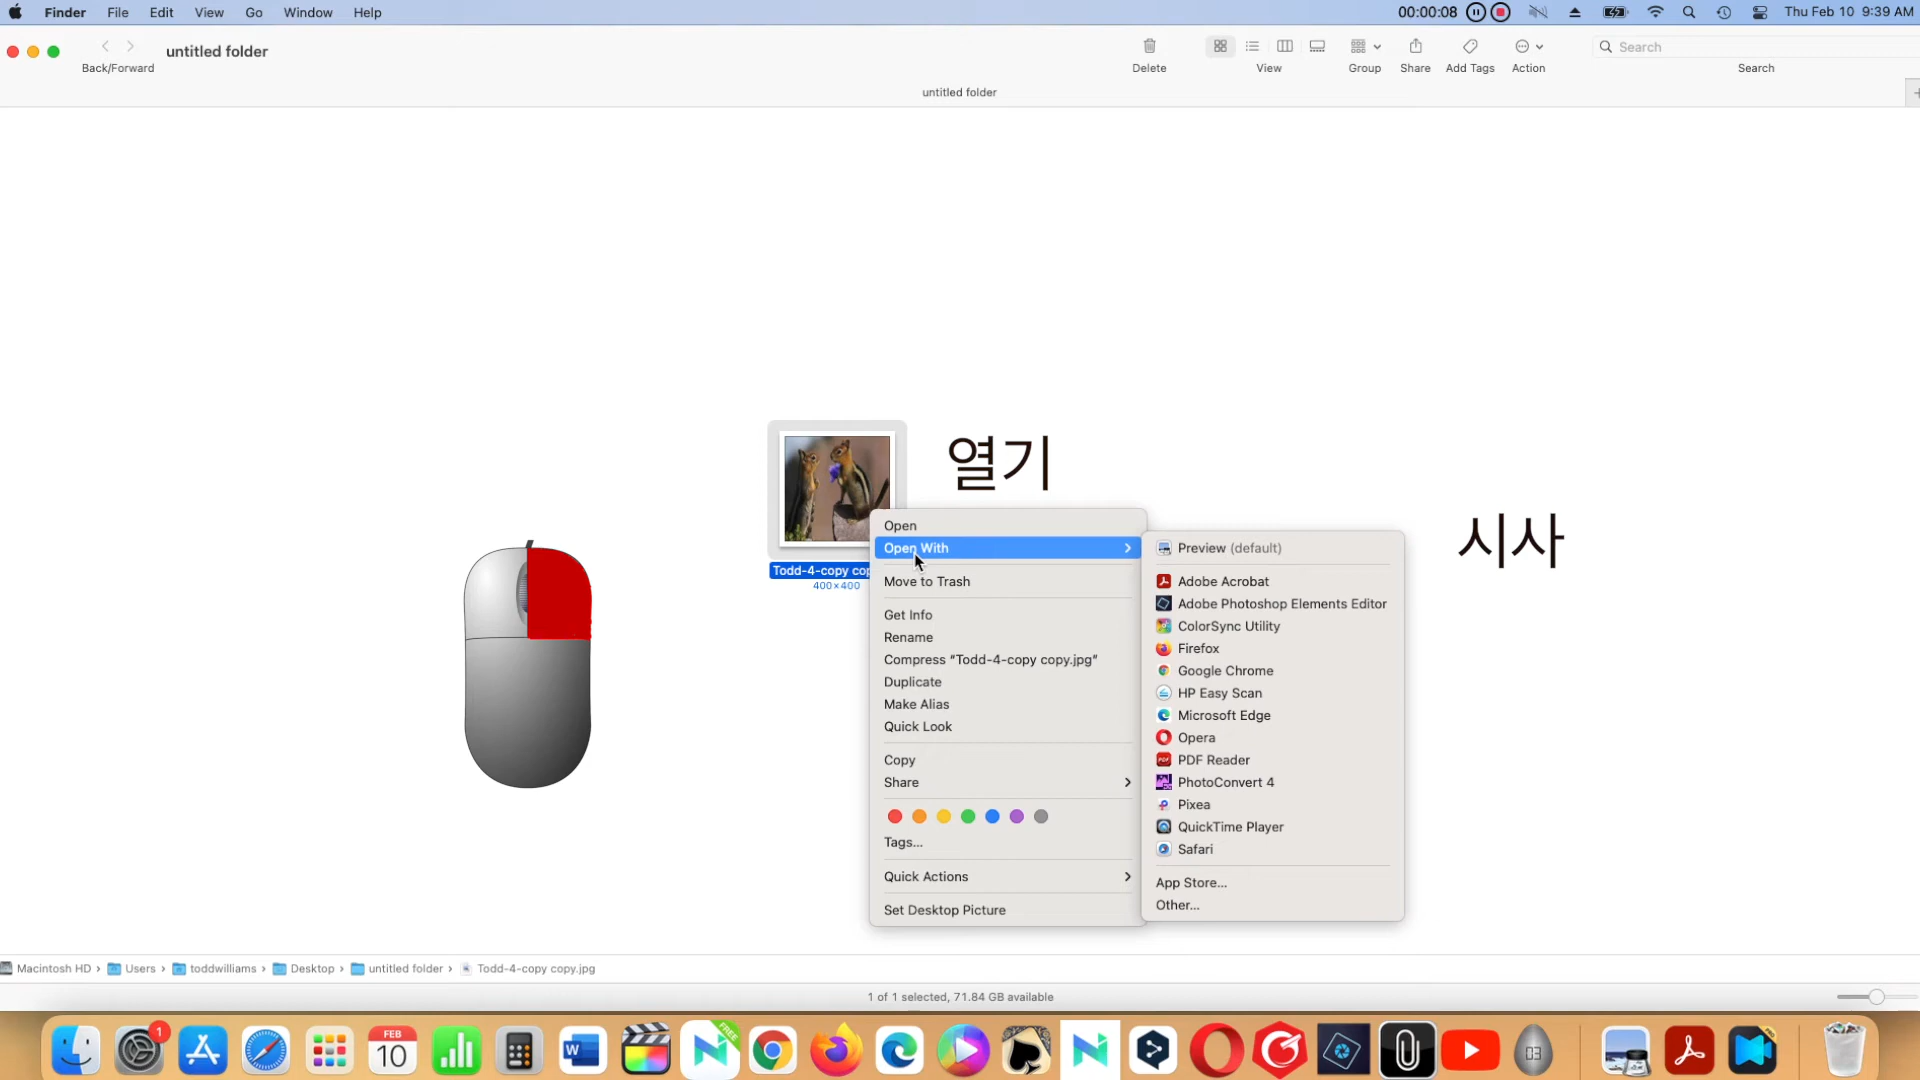 Finder File Edit View Go Window Help
00:00:08
Thu Feb 10 9:39 AM
Back/Forward
untitled folder
Delete
View
Group
Share
Add Tags
Action
Search
Search
untitled folder
열기
시사
Todd-4-copy cop
400×400
Open
Open With
Move to Trash
Get Info
Rename
Compress “Todd-4-copy copy.jpg”
Duplicate
Make Alias
Quick Look
Copy
Share
Tags...
Quick Actions
Set Desktop Picture
Preview (default)
Adobe Acrobat
Adobe Photoshop Elements Editor
ColorSync Utility
Firefox
Google Chrome
HP Easy Scan
Microsoft Edge
Opera
PDF Reader
PhotoConvert 4
Pixea
QuickTime Player
Safari
App Store...
Other...
Macintosh HD › Users › toddwilliams › Desktop › untitled folder › Todd-4-copy copy.jpg
1 of 1 selected, 71.84 GB available
1
FEB
10
W
FREE
03